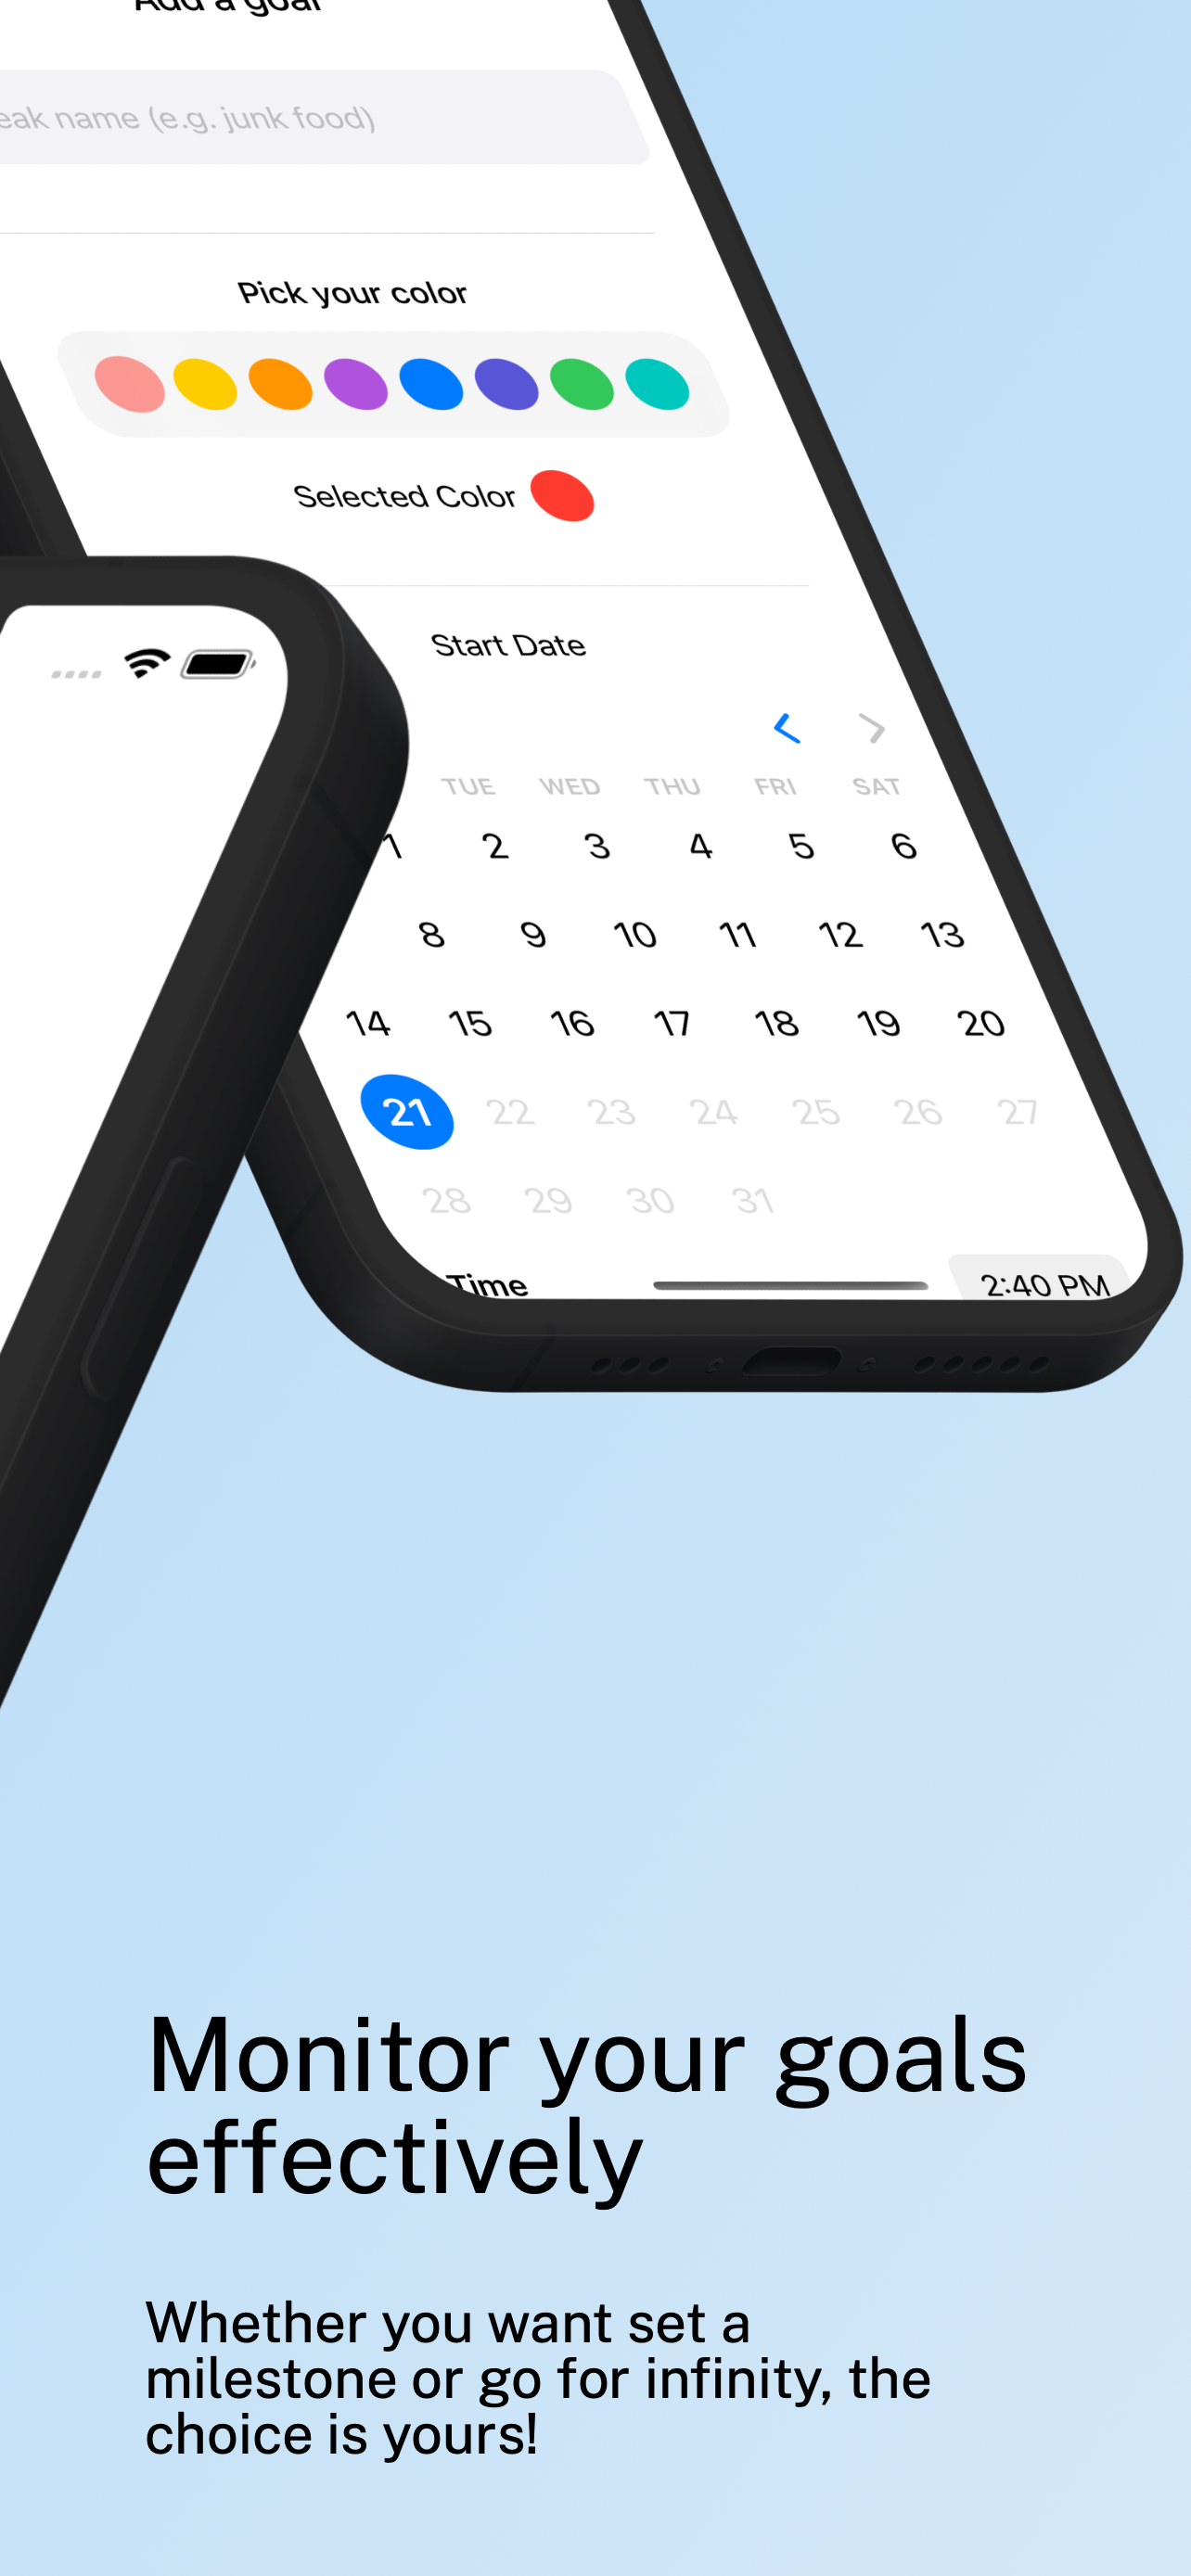 Add a goal
name (e.g. junk food)
Pick your color
Selected Color
Start Date
TUE WED THU FRI SAT
1 2 3 4 5 6
8 9 10 11 12 13
14 15 16 17 18 19 20
21 22 23 24 25 26 27
28 29 30 31
Time 2:40 PM
Monitor your goals
effectively
Whether you want set a
milestone or go for infinity, the
choice is yours!